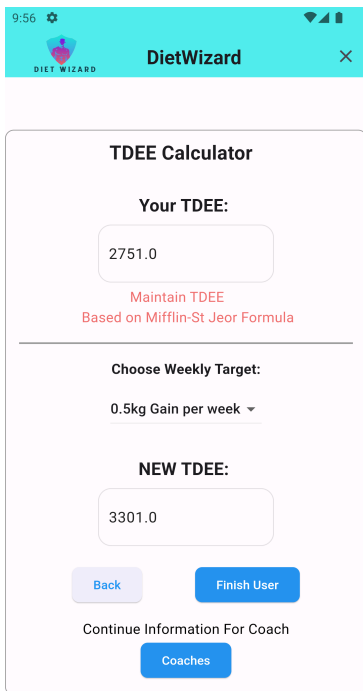 9:56
DIET WIZARD
DietWizard
TDEE Calculator
Your TDEE:
2751.0
Maintain TDEE
Based on Mifflin-St Jeor Formula
Choose Weekly Target:
0.5kg Gain per week
NEW TDEE:
3301.0
Back
Finish User
Continue Information For Coach
Coaches